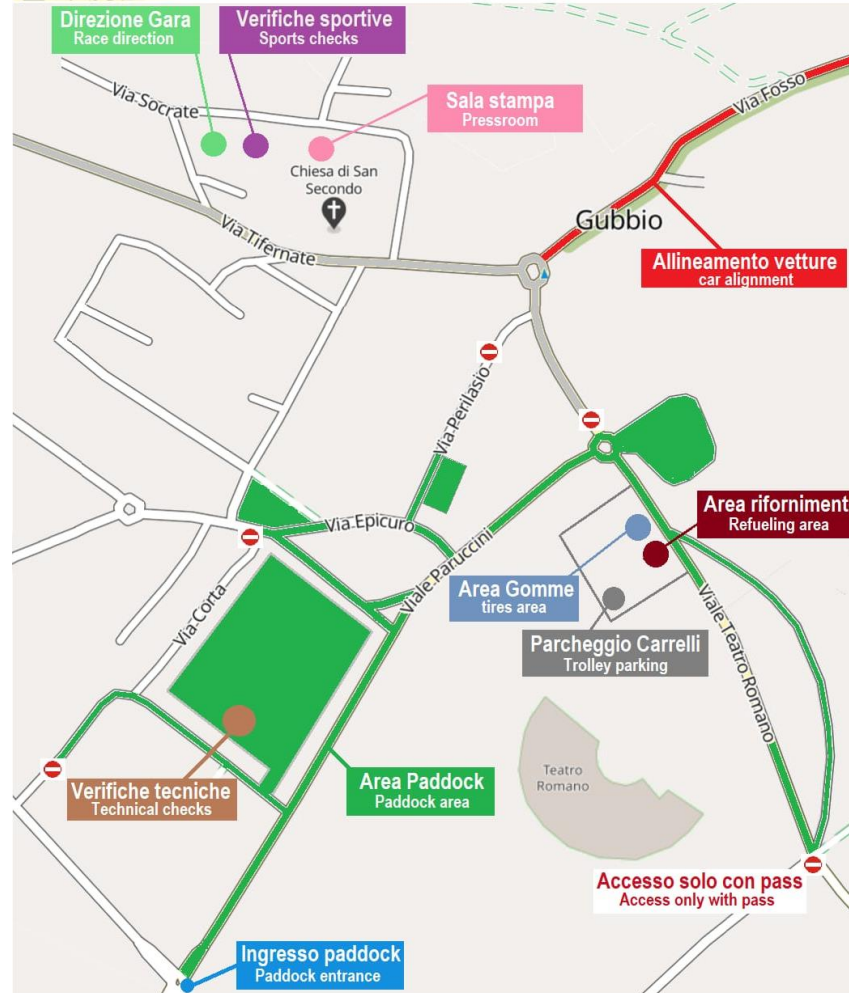 Direzione Gara
Race direction
Verifiche sportive
Sports checks
Sala stampa
Pressroom
Via Socrate
Chiesa di San
Secondo
Via Fosso
Gubbio
Via Tifernate
Allineamento vetture
car alignment
Via Perilasio
Area riforniment
Refueling area
Via Epicuro
Viale Paruccini
Area Gomme
tires area
Via Corta
Viale Teatro Romano
Parcheggio Carrelli
Trolley parking
Verifiche tecniche
Technical checks
Area Paddock
Paddock area
Teatro
Romano
Accesso solo con pass
Access only with pass
Ingresso paddock
Paddock entrance